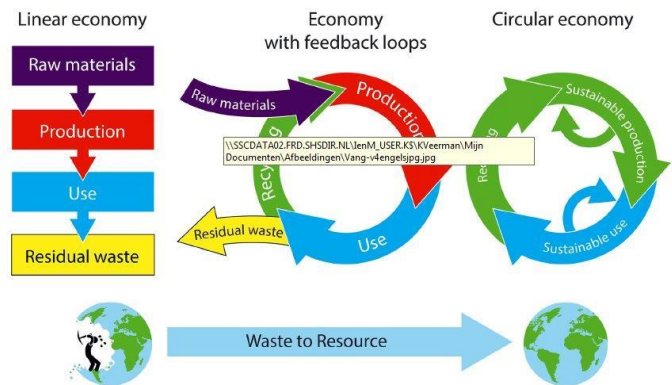 Linear economy
Raw materials
Production
Use
Residual waste
Economy
with feedback loops
Raw materials
Production
\\SSCDATA02.FRD.SHSDIR.NL\IenM_USER.K$\KVeerman\Mijn
Documenten\Afbeeldingen\Vang-v4engelsjpg.jpg
Use
Residual waste
Circular economy
Sustainable production
Sustainable use
Waste to Resource